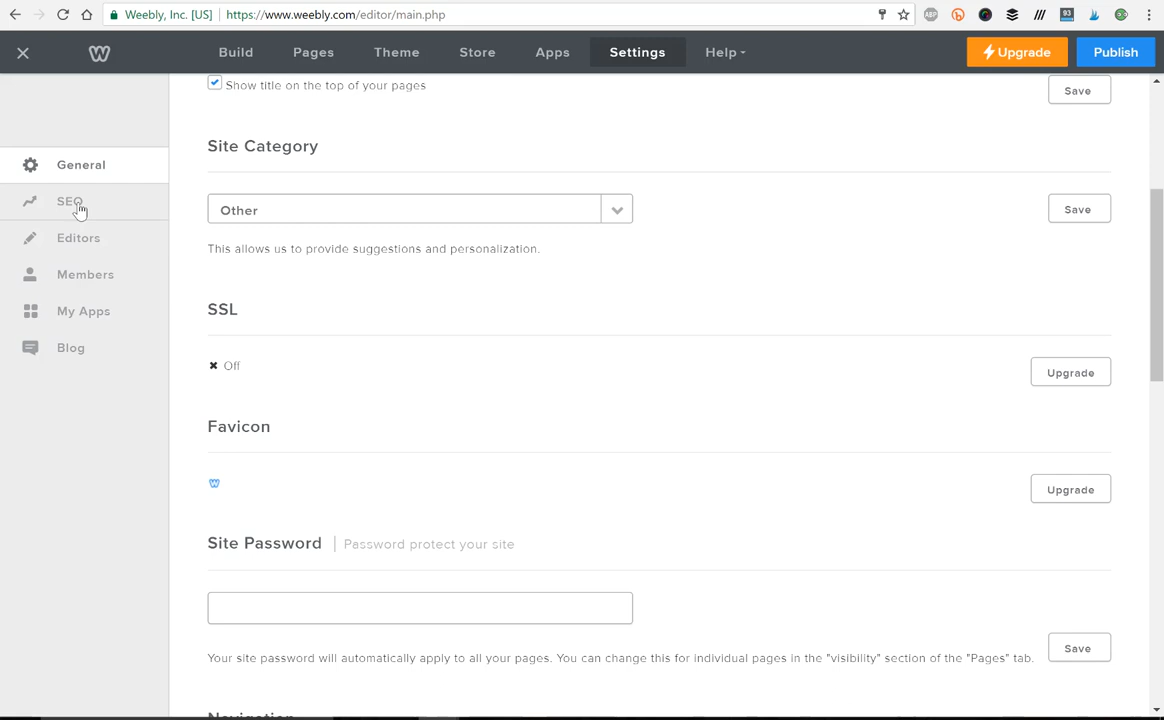 Weebly, Inc. [US] https://www.weebly.com/editor/main.php
ABP 93
Build Pages Theme Store Apps Settings Help Upgrade Publish
Show title on the top of your pages
Save
Site Category
General
SEO
Other
Save
Editors
This allows us to provide suggestions and personalization.
Members
My Apps
SSL
Blog
Off
Upgrade
Favicon
Upgrade
Site Password | Password protect your site
Your site password will automatically apply to all your pages. You can change this for individual pages in the "visibility" section of the "Pages" tab.
Save
Navigation